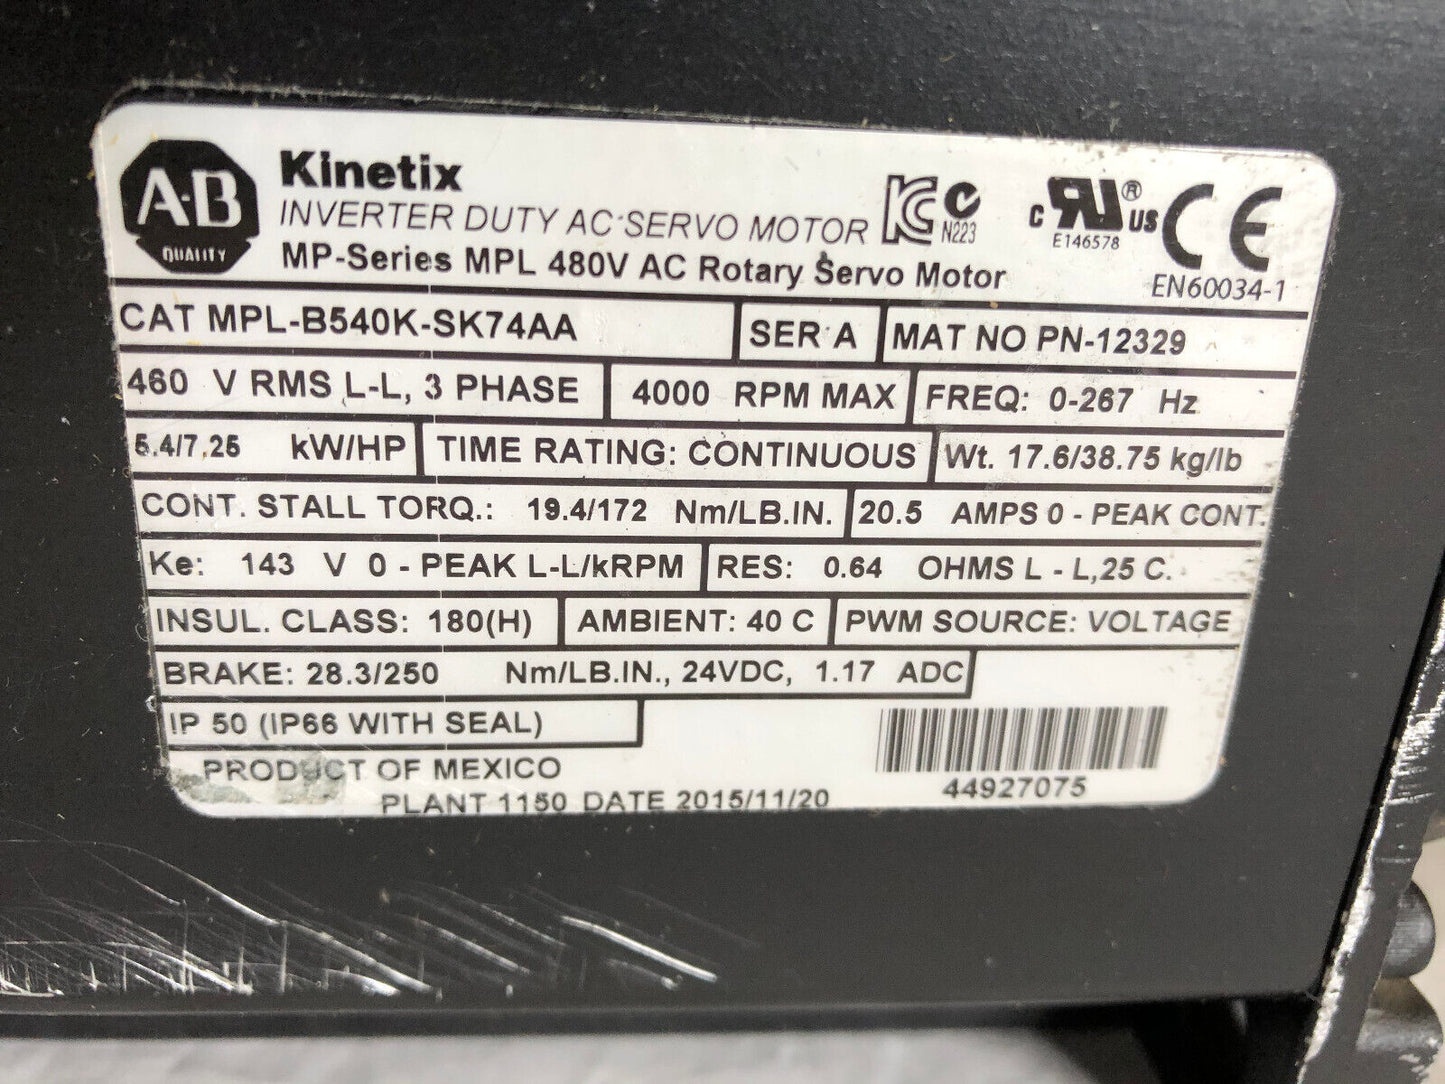 A-B
QUALITY
Kinetix
INVERTER DUTY AC SERVO MOTOR
MP-Series MPL 480V AC Rotary Servo Motor
KC
N223
c RU® US
E146578
CE
EN60034-1
CAT MPL-B540K-SK74AA SER A MAT NO PN-12329
460 V RMS L-L, 3 PHASE 4000 RPM MAX FREQ: 0-267 Hz
5.4/7.25 kW/HP TIME RATING: CONTINUOUS Wt. 17.6/38.75 kg/lb
CONT. STALL TORQ.: 19.4/172 Nm/LB.IN. 20.5 AMPS 0 - PEAK CONT.
Ke: 143 V 0 - PEAK L-L/kRPM RES: 0.64 OHMS L - L,25 C.
INSUL. CLASS: 180(H) AMBIENT: 40 C PWM SOURCE: VOLTAGE
BRAKE: 28.3/250 Nm/LB.IN., 24VDC, 1.17 ADC
IP 50 (IP66 WITH SEAL)
PRODUCT OF MEXICO
PLANT 1150 DATE 2015/11/20
44927075